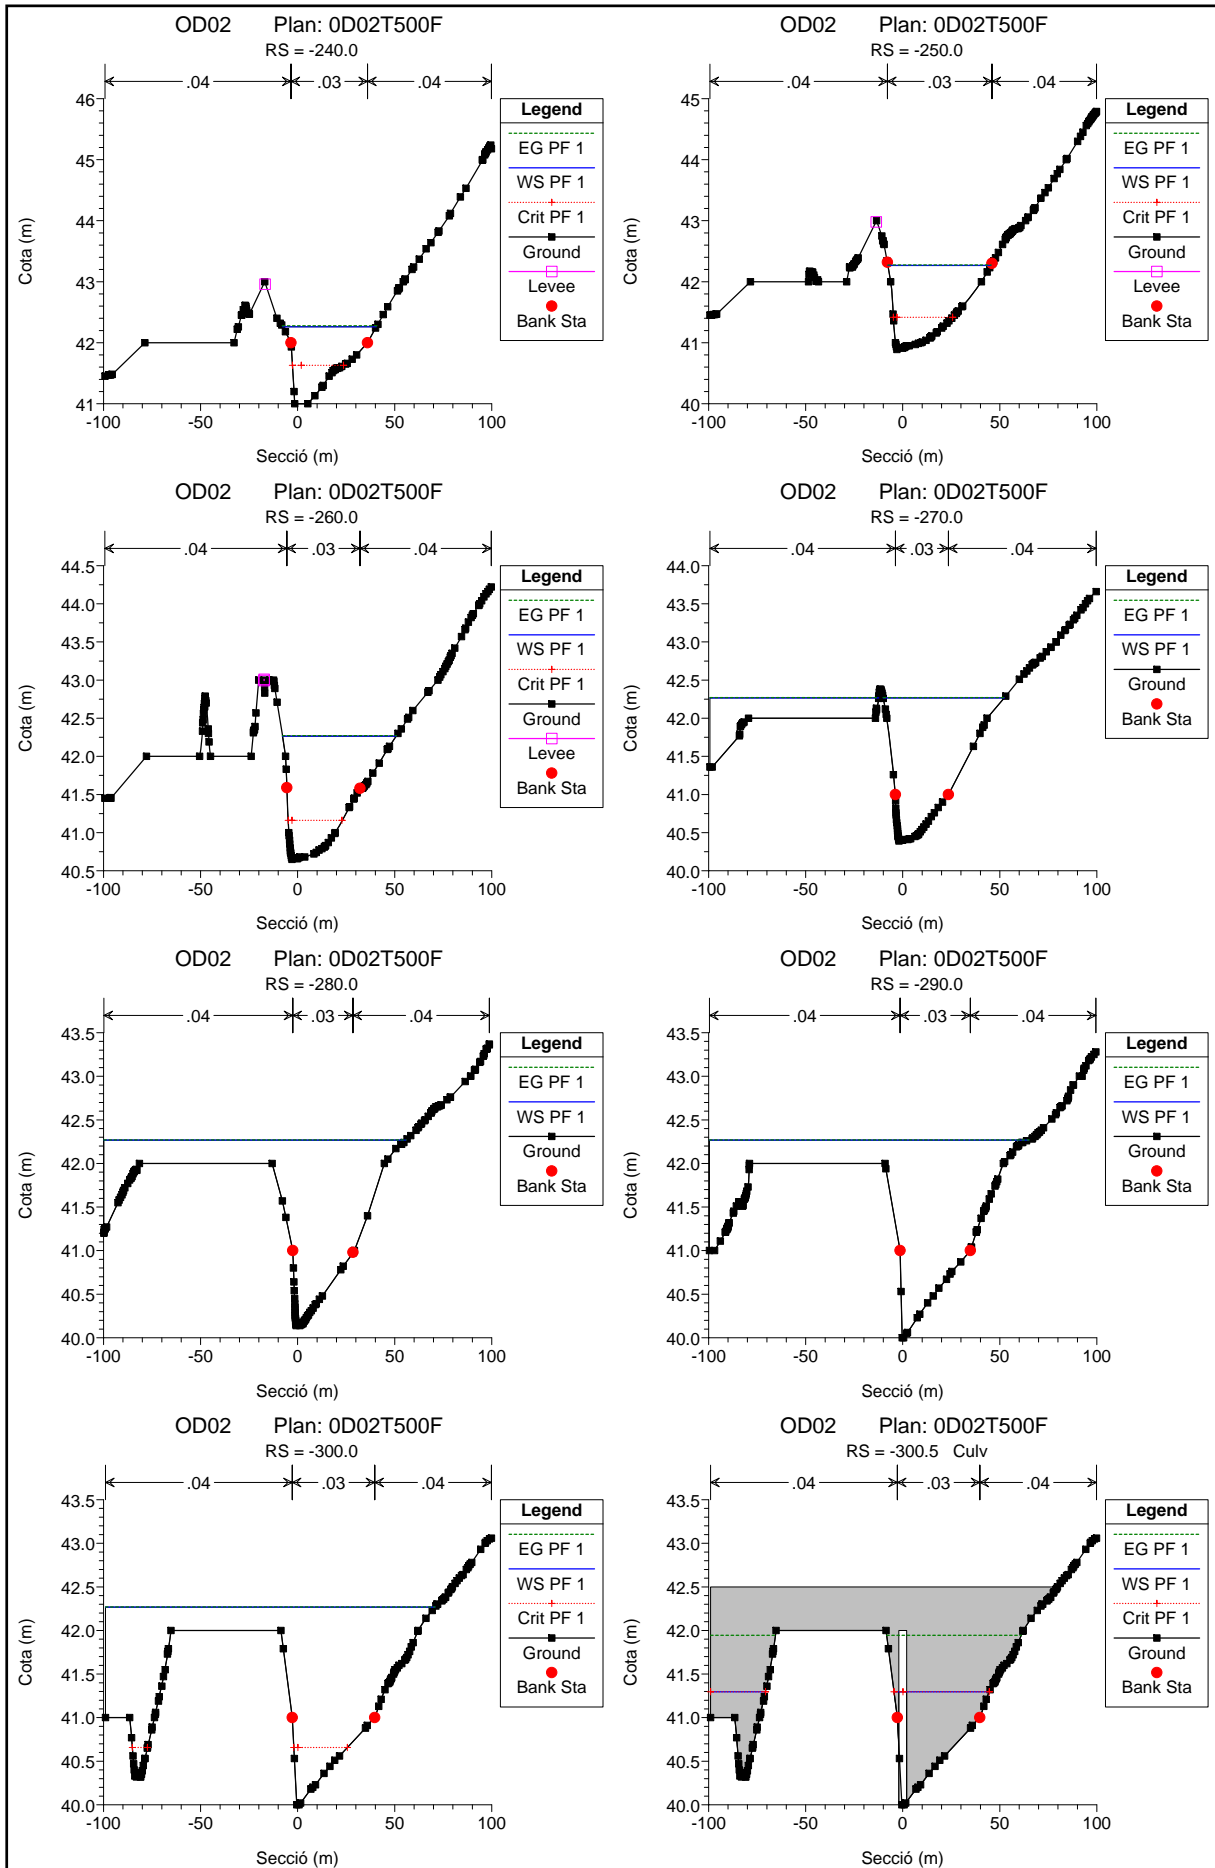 OD02 Plan: 0D02T500F
RS = -240.0
.04 .03 .04
46
45
44
43
42
41
-100 -50 0 50 100
Cota (m)
Secció (m)
Legend
EG PF 1
WS PF 1
Crit PF 1
Ground
Levee
Bank Sta
OD02 Plan: 0D02T500F
RS = -250.0
.04 .03 .04
45
44
43
42
41
40
-100 -50 0 50 100
Cota (m)
Secció (m)
Legend
EG PF 1
WS PF 1
Crit PF 1
Ground
Levee
Bank Sta
OD02 Plan: 0D02T500F
RS = -260.0
.04 .03 .04
44.5
44.0
43.5
43.0
42.5
42.0
41.5
41.0
40.5
-100 -50 0 50 100
Cota (m)
Secció (m)
Legend
EG PF 1
WS PF 1
Crit PF 1
Ground
Levee
Bank Sta
OD02 Plan: 0D02T500F
RS = -270.0
.04 .03 .04
44.0
43.5
43.0
42.5
42.0
41.5
41.0
40.5
40.0
-100 -50 0 50 100
Cota (m)
Secció (m)
Legend
EG PF 1
WS PF 1
Ground
Bank Sta
OD02 Plan: 0D02T500F
RS = -280.0
.04 .03 .04
43.5
43.0
42.5
42.0
41.5
41.0
40.5
40.0
-100 -50 0 50 100
Cota (m)
Secció (m)
Legend
EG PF 1
WS PF 1
Ground
Bank Sta
OD02 Plan: 0D02T500F
RS = -290.0
.04 .03 .04
43.5
43.0
42.5
42.0
41.5
41.0
40.5
40.0
-100 -50 0 50 100
Cota (m)
Secció (m)
Legend
EG PF 1
WS PF 1
Ground
Bank Sta
OD02 Plan: 0D02T500F
RS = -300.0
.04 .03 .04
43.5
43.0
42.5
42.0
41.5
41.0
40.5
40.0
-100 -50 0 50 100
Cota (m)
Secció (m)
Legend
EG PF 1
WS PF 1
Crit PF 1
Ground
Bank Sta
OD02 Plan: 0D02T500F
RS = -300.5 Culv
.04 .03 .04
43.5
43.0
42.5
42.0
41.5
41.0
40.5
40.0
-100 -50 0 50 100
Cota (m)
Secció (m)
Legend
EG PF 1
WS PF 1
Crit PF 1
Ground
Bank Sta